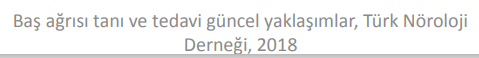 Baş ağrısı tanı ve tedavi güncel yaklaşımlar, Türk Nöroloji
Derneği, 2018